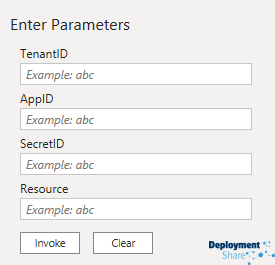 Enter Parameters
TenantID
Example: abc
AppID
Example: abc
SecretID
Example: abc
Resource
Example: abc
Invoke
Clear
Deployment
Share